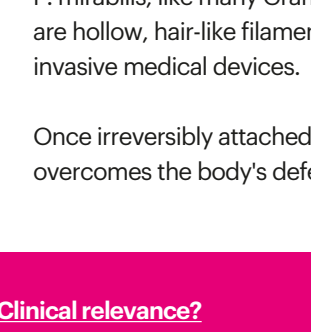 P. mirabilis, like many Gram
are hollow, hair-like filamen
invasive medical devices.
Once irreversibly attached
overcomes the body's defe
Clinical relevance?